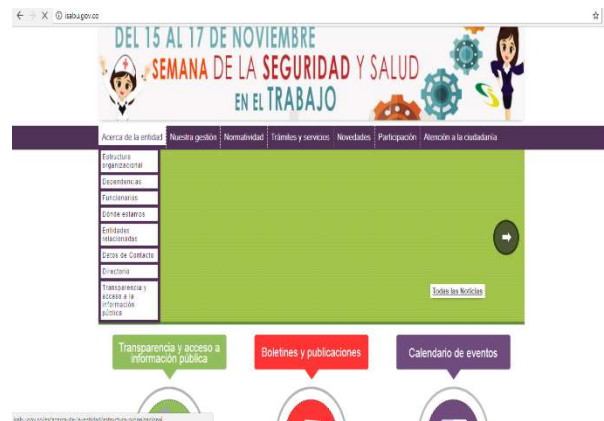 isabu.gov.co
DEL 15 AL 17 DE NOVIEMBRE
SEMANA DE LA SEGURIDAD Y SALUD
EN EL TRABAJO
Acerca de la entidad Nuestra gestión Normatividad Trámites y servicios Novedades Participación Atención a la ciudadanía
Estructura
organizacional
Dependencias
Funcionarios
Dónde estamos
Entidades
relacionadas
Datos de Contacto
Directorio
Transparencia y
acceso a la
información
pública
Todas las Noticias
Transparencia y acceso a
información pública
Boletines y publicaciones
Calendario de eventos